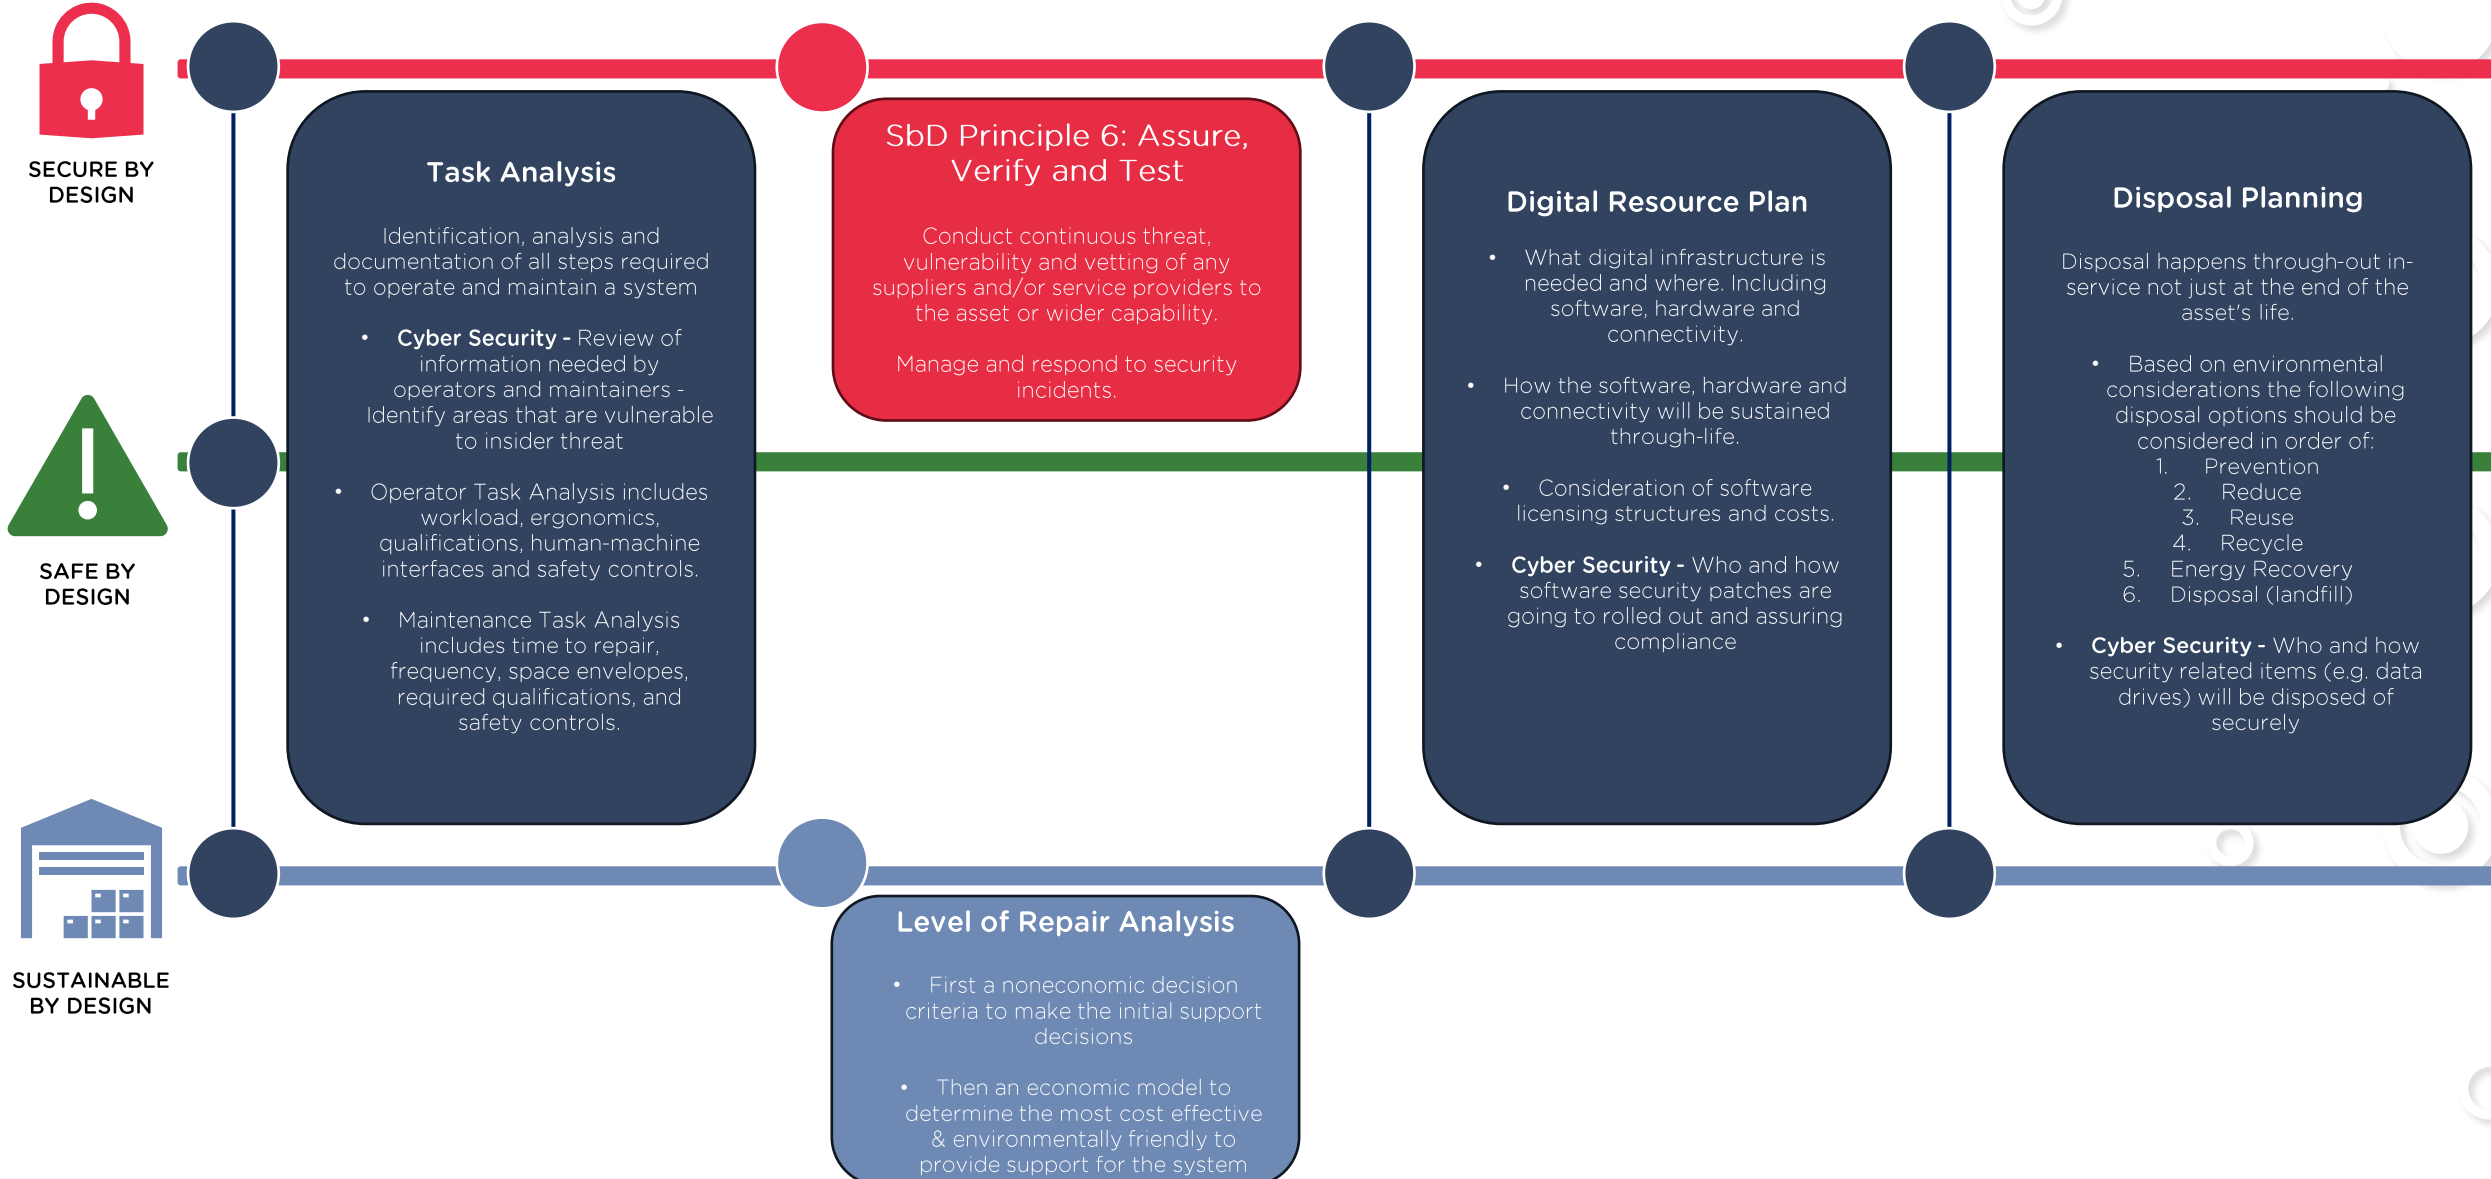 SECURE BY
DESIGN
SAFE BY
DESIGN
SUSTAINABLE
BY DESIGN
Task Analysis
Identification, analysis and
documentation of all steps required
to operate and maintain a system
• Cyber Security - Review of
information needed by
operators and maintainers -
Identify areas that are vulnerable
to insider threat
• Operator Task Analysis includes
workload, ergonomics,
qualifications, human-machine
interfaces and safety controls.
• Maintenance Task Analysis
includes time to repair,
frequency, space envelopes,
required qualifications, and
safety controls.
SbD Principle 6: Assure,
Verify and Test
Conduct continuous threat,
vulnerability and vetting of any
suppliers and/or service providers to
the asset or wider capability.
Manage and respond to security
incidents.
Level of Repair Analysis
• First a noneconomic decision
criteria to make the initial support
decisions
• Then an economic model to
determine the most cost effective
& environmentally friendly to
provide support for the system
Digital Resource Plan
• What digital infrastructure is
needed and where. Including
software, hardware and
connectivity.
• How the software, hardware and
connectivity will be sustained
through-life.
• Consideration of software
licensing structures and costs.
• Cyber Security - Who and how
software security patches are
going to rolled out and assuring
compliance
Disposal Planning
Disposal happens through-out in-
service not just at the end of the
asset's life.
• Based on environmental
considerations the following
disposal options should be
considered in order of:
1. Prevention
2. Reduce
3. Reuse
4. Recycle
5. Energy Recovery
6. Disposal (landfill)
• Cyber Security - Who and how
security related items (e.g. data
drives) will be disposed of
securely